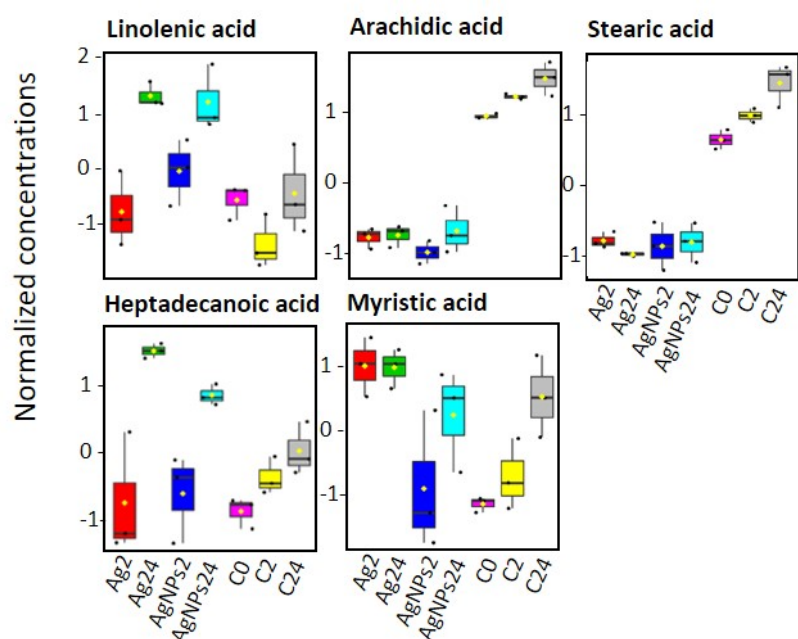 Linolenic acid
Arachidic acid
Stearic acid
Normalized concentrations
2
1
0
-1
1
0
-1
1
0
-1
Ag2
Ag24
AgNPs2
AgNPs24
C0
C2
C24
Heptadecanoic acid
Myristic acid
1
0
-1
1
0
-1
Ag2
Ag24
AgNPs2
AgNPs24
C0
C2
C24
Ag2
Ag24
AgNPs2
AgNPs24
C0
C2
C24